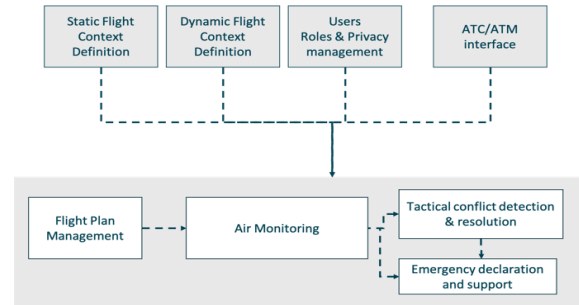 Static Flight
Context
Definition
Dynamic Flight
Context
Definition
Users
Roles & Privacy
management
ATC/ATM
interface
Flight Plan
Management
Air Monitoring
Tactical conflict detection
& resolution
Emergency declaration
and support